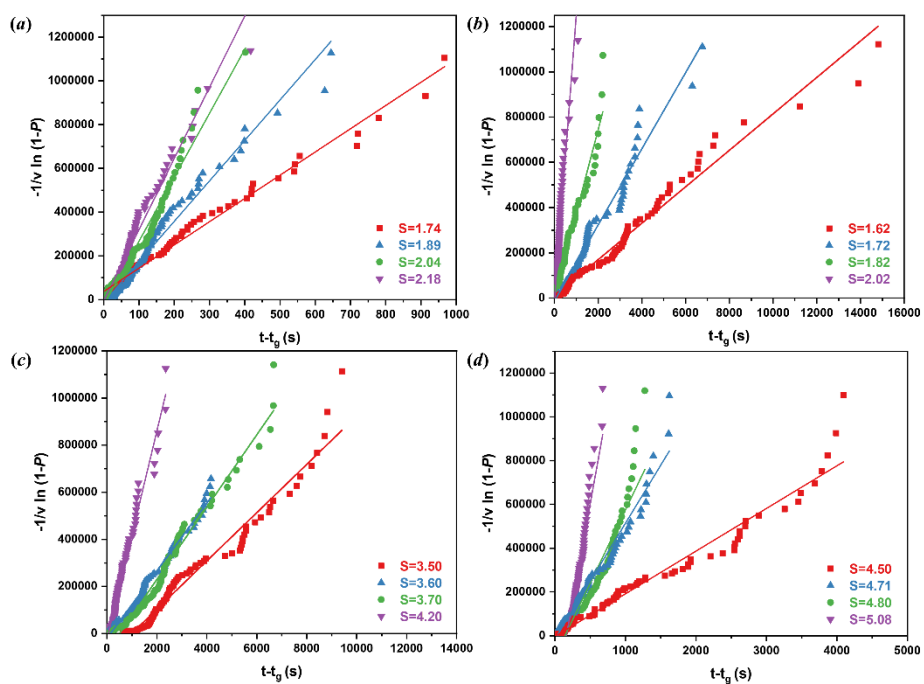 (a)
-1/v ln (1-P)
1200000
1000000
800000
600000
400000
200000
0
0 100 200 300 400 500 600 700 800 900 1000
t-tg (s)
S=1.74
S=1.89
S=2.04
S=2.18
(b)
-1/v ln (1-P)
1200000
1000000
800000
600000
400000
200000
0
0 2000 4000 6000 8000 10000 12000 14000 16000
t-tg (s)
S=1.62
S=1.72
S=1.82
S=2.02
(c)
-1/v ln (1-P)
1200000
1000000
800000
600000
400000
200000
0
0 2000 4000 6000 8000 10000 12000 14000
t-tg (s)
S=3.50
S=3.60
S=3.70
S=4.20
(d)
-1/v ln (1-P)
1200000
1000000
800000
600000
400000
200000
0
0 1000 2000 3000 4000 5000
t-tg (s)
S=4.50
S=4.71
S=4.80
S=5.08